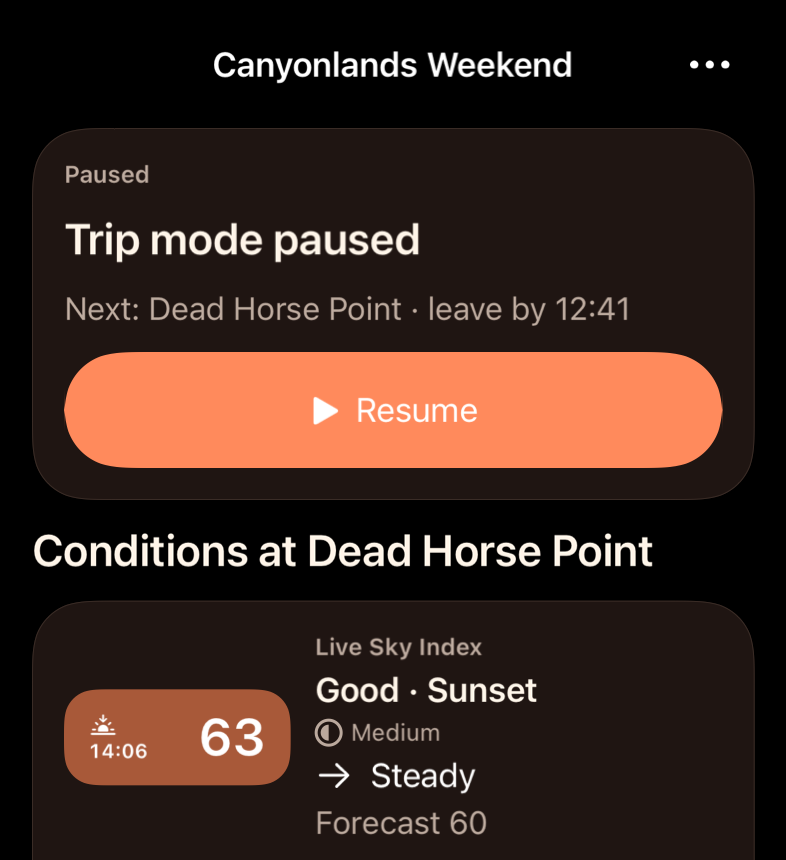 Canyonlands Weekend
Paused
Trip mode paused
Next: Dead Horse Point · leave by 12:41
Resume
Conditions at Dead Horse Point
Live Sky Index
Good · Sunset
14:06
63
Medium
Steady
Forecast 60